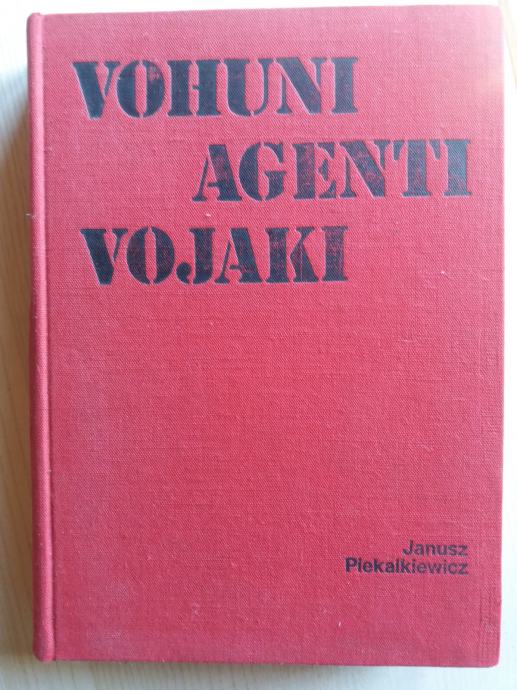 VOHUNI
AGENTI
VOJAKI
Janusz
Piekalkiewicz